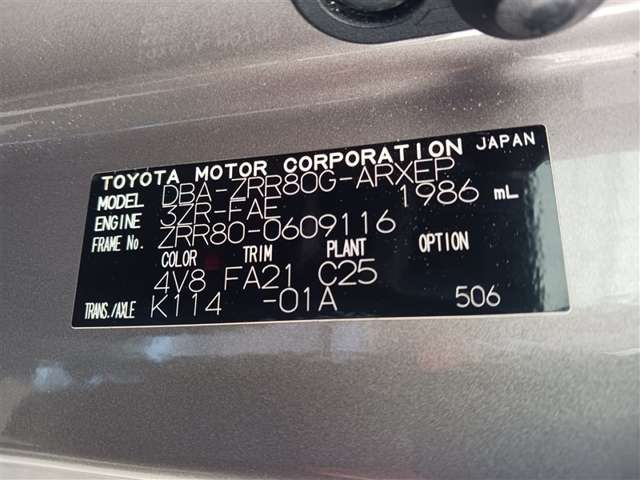 TOYOTA MOTOR CORPORATION JAPAN
MODEL DBA-ZRR80G-ARXEP
ENGINE 3ZR-FAE 1986 mL
FRAME No. ZRR80-0609116
COLOR TRIM PLANT OPTION
4V8 FA21 C25
TRANS./AXLE K114 -01A 506